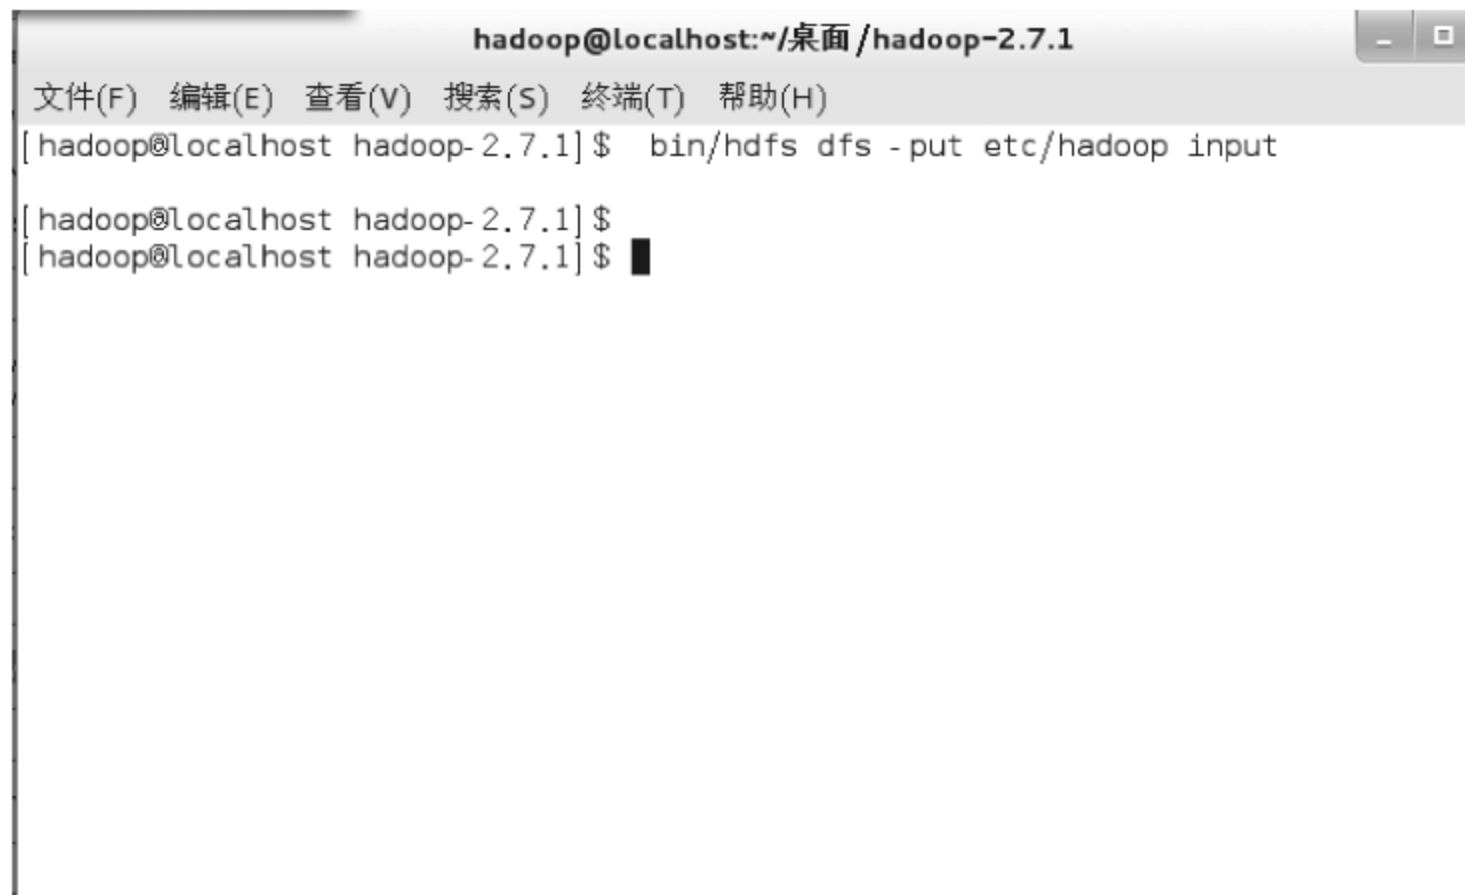 hadoop@localhost:~/桌面/hadoop-2.7.1
文件(F) 编辑(E) 查看(V) 搜索(S) 终端(T) 帮助(H)
[hadoop@localhost hadoop-2.7.1]$  bin/hdfs dfs -put etc/hadoop input
[hadoop@localhost hadoop-2.7.1]$
[hadoop@localhost hadoop-2.7.1]$